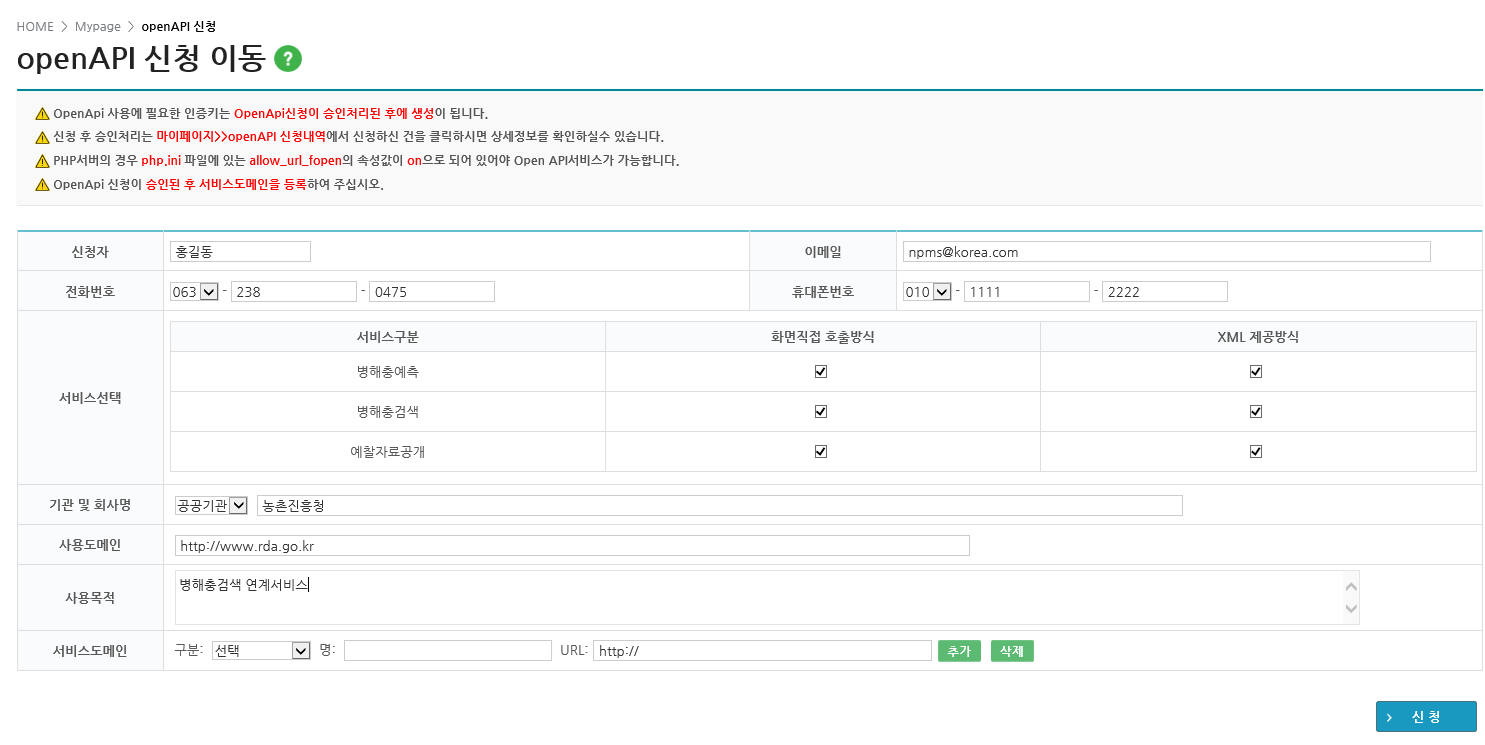 HOME > Mypage > openAPI 신청
openAPI 신청 이동 ?
OpenApi 사용에 필요한 인증키는 OpenApi신청이 승인처리된 후에 생성이 됩니다.
신청 후 승인처리는 마이페이지>>openAPI 신청내역에서 신청하신 건을 클릭하시면 상세정보를 확인하실수 있습니다.
PHP서버의 경우 php.ini 파일에 있는 allow_url_fopen의 속성값이 on으로 되어 있어야 Open API서비스가 가능합니다.
OpenApi 신청이 승인된 후 서비스도메인을 등록하여 주십시오.
신청자 홍길동 이메일 npms@korea.com
전화번호 063 - 238 - 0475 휴대폰번호 010 - 1111 - 2222
서비스구분 화면직접 호출방식 XML 제공방식
병해충예측
서비스선택
병해충검색
예찰자료공개
기관 및 회사명 공공기관 농촌진흥청
사용도메인 http://www.rda.go.kr
사용목적 병해충검색 연계서비스
서비스도메인 구분: 선택 명: URL: http:// 추가 삭제
신 청